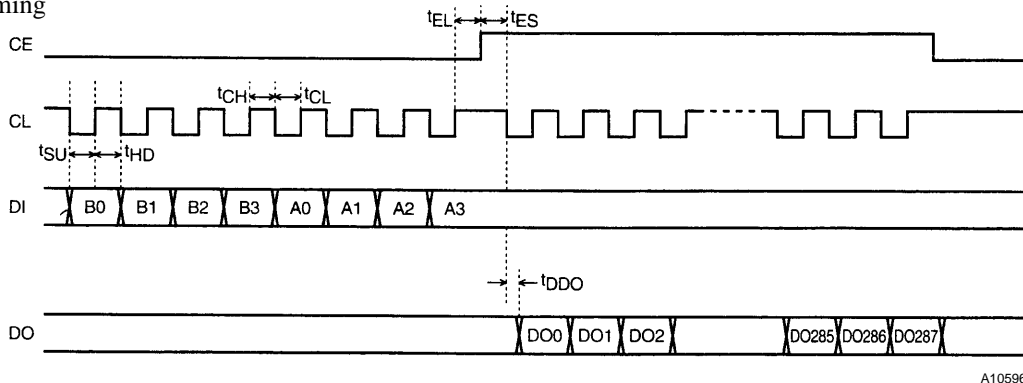 ming
tEL tES
CE
tCH tCL
CL
tSU tHD
DI B0 B1 B2 B3 A0 A1 A2 A3
tDDO
DO DO0 DO1 DO2 DO285 DO286 DO287
A10596